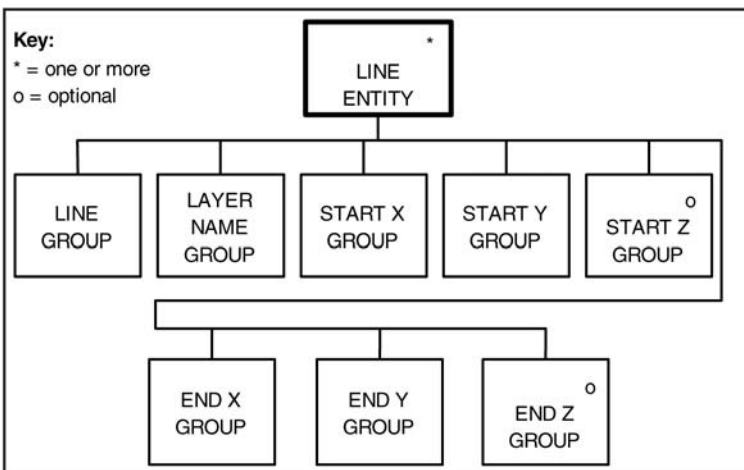 Key:
* = one or more
o = optional
*
LINE
ENTITY
LINE
GROUP
LAYER
NAME
GROUP
START X
GROUP
START Y
GROUP
o
START Z
GROUP
END X
GROUP
END Y
GROUP
o
END Z
GROUP